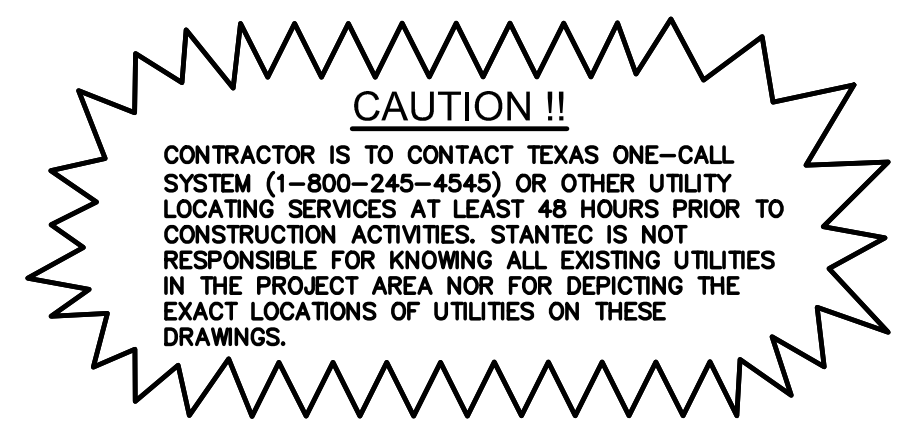 CAUTION !!
CONTRACTOR IS TO CONTACT TEXAS ONE-CALL
SYSTEM (1-800-245-4545) OR OTHER UTILITY
LOCATING SERVICES AT LEAST 48 HOURS PRIOR TO
CONSTRUCTION ACTIVITIES. STANTEC IS NOT
RESPONSIBLE FOR KNOWING ALL EXISTING UTILITIES
IN THE PROJECT AREA NOR FOR DEPICTING THE
EXACT LOCATIONS OF UTILITIES ON THESE
DRAWINGS.